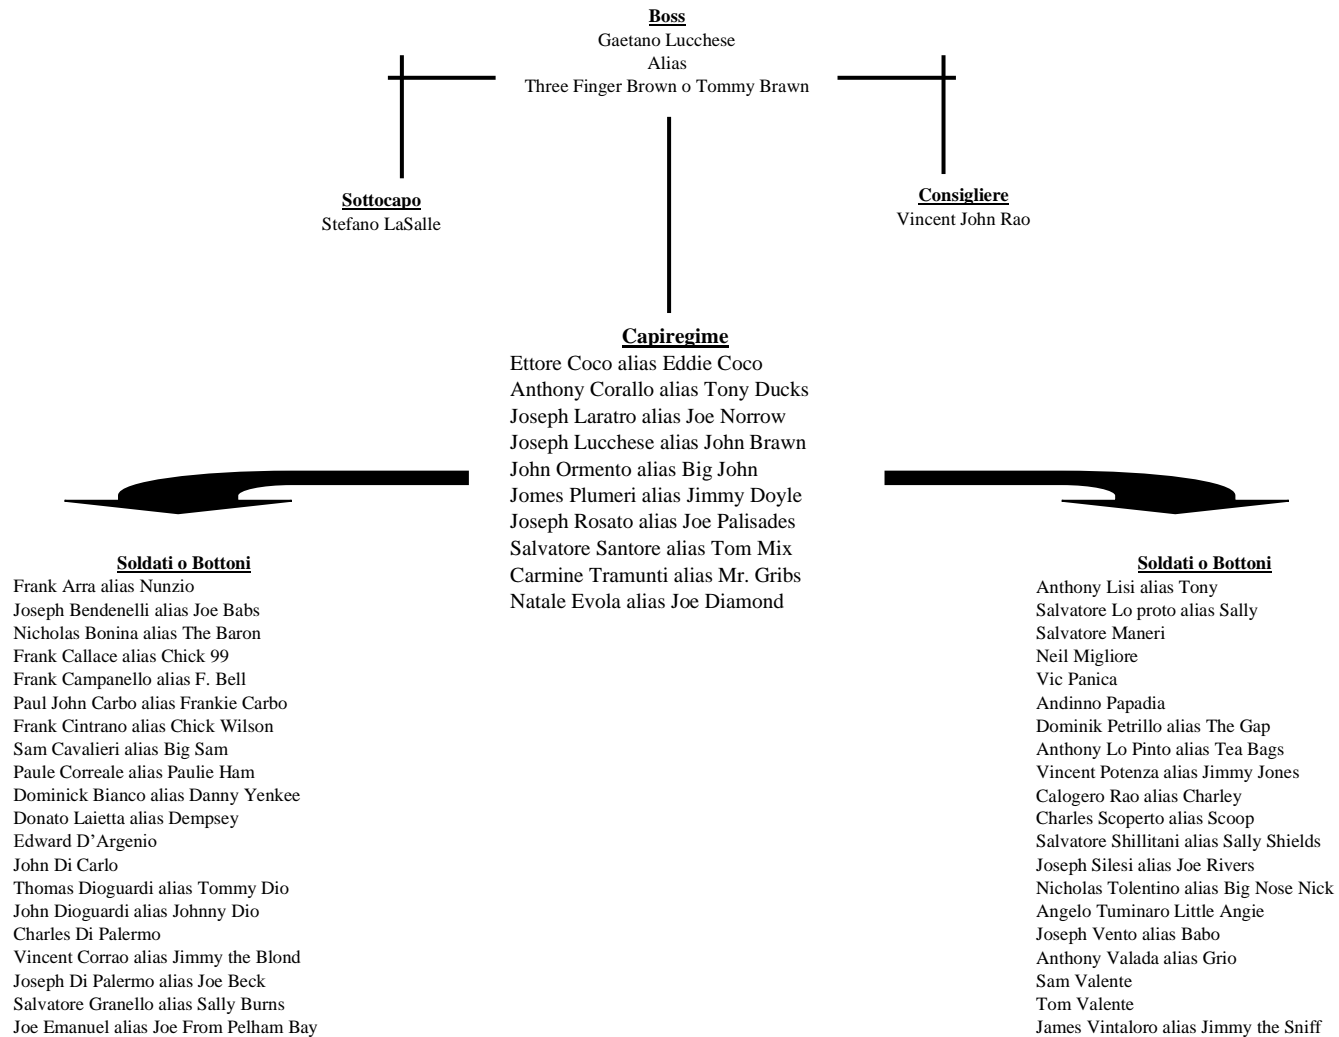 Boss
Gaetano Lucchese
Alias
Three Finger Brown o Tommy Brawn
Sottocapo
Stefano LaSalle
Consigliere
Vincent John Rao
Capiregime
Ettore Coco alias Eddie Coco
Anthony Corallo alias Tony Ducks
Joseph Laratro alias Joe Norrow
Joseph Lucchese alias John Brawn
John Ormento alias Big John
Jomes Plumeri alias Jimmy Doyle
Joseph Rosato alias Joe Palisades
Salvatore Santore alias Tom Mix
Carmine Tramunti alias Mr. Gribs
Natale Evola alias Joe Diamond
Soldati o Bottoni
Frank Arra alias Nunzio
Joseph Bendenelli alias Joe Babs
Nicholas Bonina alias The Baron
Frank Callace alias Chick 99
Frank Campanello alias F. Bell
Paul John Carbo alias Frankie Carbo
Frank Cintrano alias Chick Wilson
Sam Cavalieri alias Big Sam
Paule Correale alias Paulie Ham
Dominick Bianco alias Danny Yenkee
Donato Laietta alias Dempsey
Edward D’Argenio
John Di Carlo
Thomas Dioguardi alias Tommy Dio
John Dioguardi alias Johnny Dio
Charles Di Palermo
Vincent Corrao alias Jimmy the Blond
Joseph Di Palermo alias Joe Beck
Salvatore Granello alias Sally Burns
Joe Emanuel alias Joe From Pelham Bay
Soldati o Bottoni
Anthony Lisi alias Tony
Salvatore Lo proto alias Sally
Salvatore Maneri
Neil Migliore
Vic Panica
Andinno Papadia
Dominik Petrillo alias The Gap
Anthony Lo Pinto alias Tea Bags
Vincent Potenza alias Jimmy Jones
Calogero Rao alias Charley
Charles Scoperto alias Scoop
Salvatore Shillitani alias Sally Shields
Joseph Silesi alias Joe Rivers
Nicholas Tolentino alias Big Nose Nick
Angelo Tuminaro Little Angie
Joseph Vento alias Babo
Anthony Valada alias Grio
Sam Valente
Tom Valente
James Vintaloro alias Jimmy the Sniff